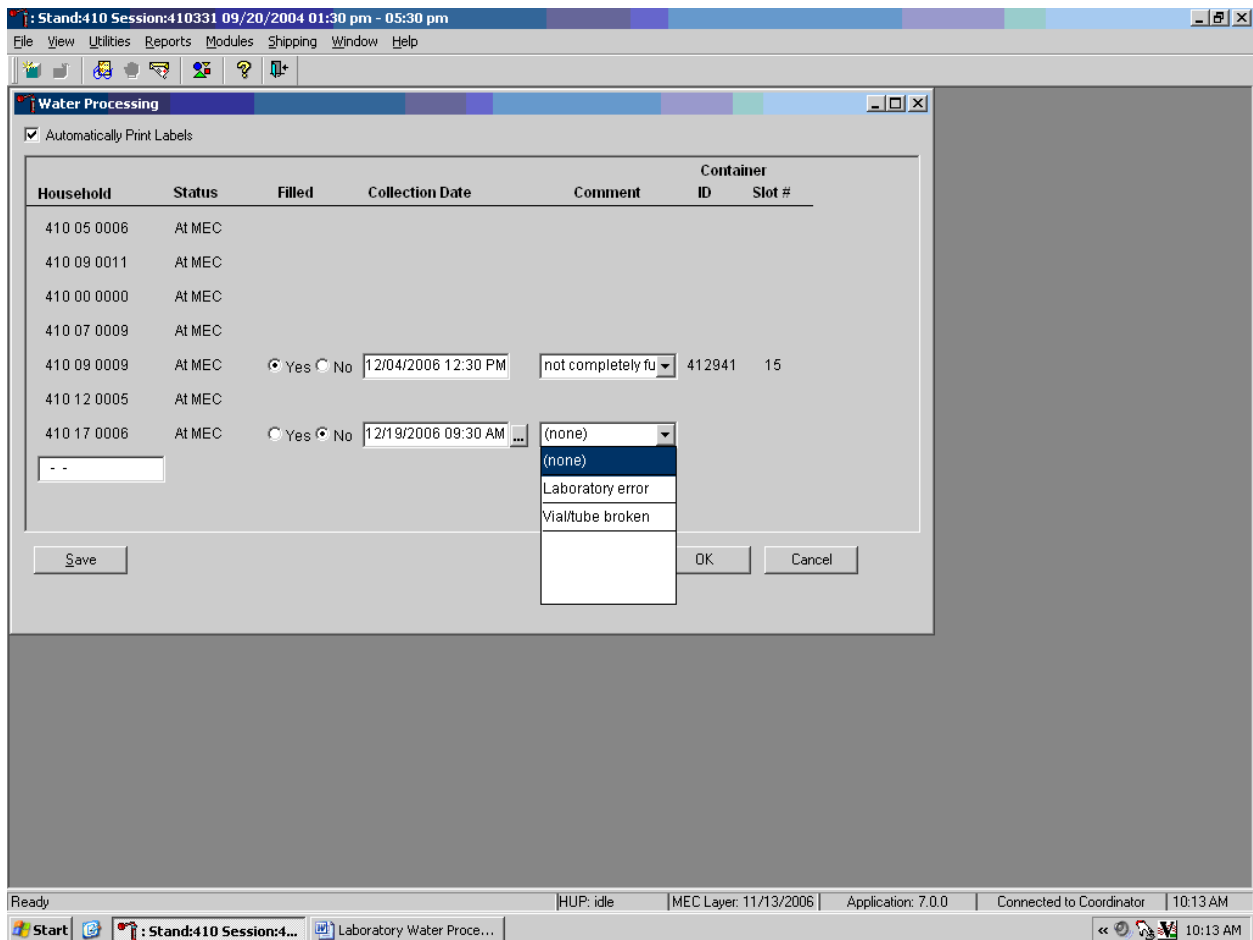 : Stand:410 Session:410331 09/20/2004 01:30 pm - 05:30 pm
File View Utilities Reports Modules Shipping Window Help
Water Processing
Automatically Print Labels
Container
Household Status Filled Collection Date Comment ID Slot #
410 05 0006 At MEC
410 09 0011 At MEC
410 00 0000 At MEC
410 07 0009 At MEC
410 09 0009 At MEC Yes No 12/04/2006 12:30 PM not completely fu 412941 15
410 12 0005 At MEC
410 17 0006 At MEC Yes No 12/19/2006 09:30 AM ... (none)
- -
(none)
Laboratory error
Vial/tube broken
Save OK Cancel
Ready HUP: idle MEC Layer: 11/13/2006 Application: 7.0.0 Connected to Coordinator 10:13 AM
Start : Stand:410 Session:4... Laboratory Water Proce... « 10:13 AM